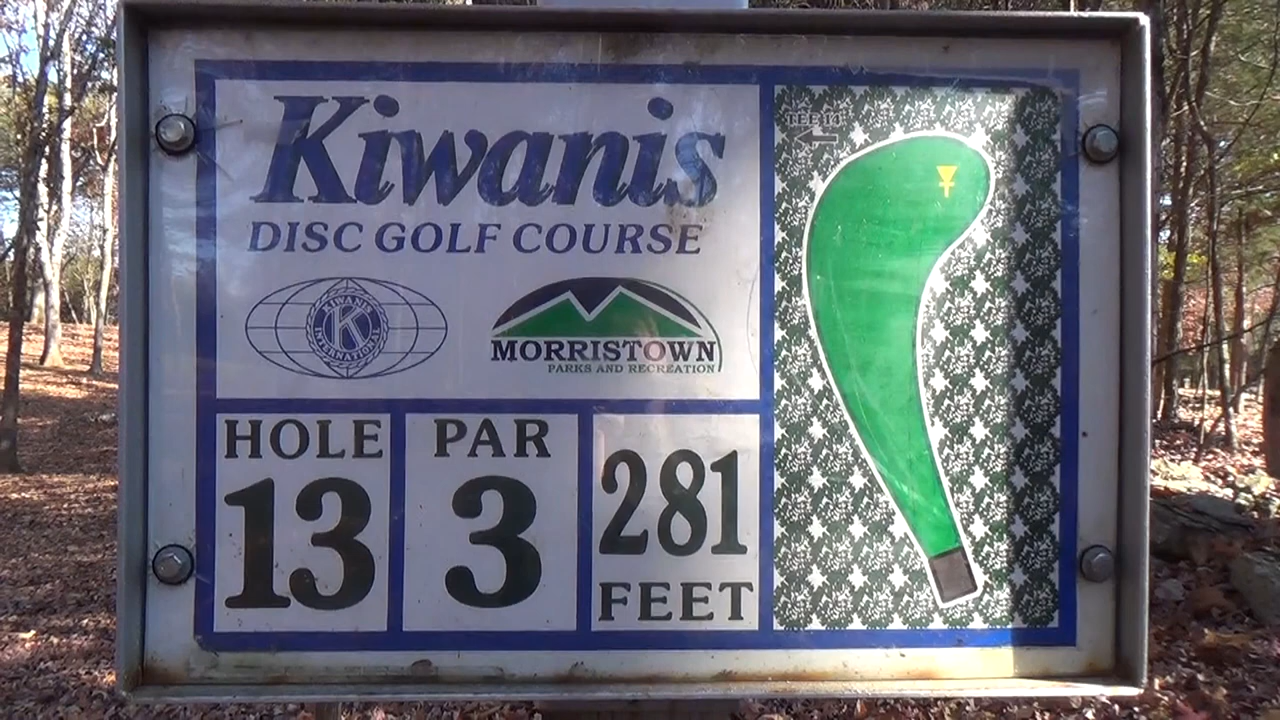 Kiwanis
DISC GOLF COURSE
KIWANIS
K
INTERNATIONAL
MORRISTOWN
PARKS AND RECREATION
HOLE
13
PAR
3
281
FEET
TEE 14